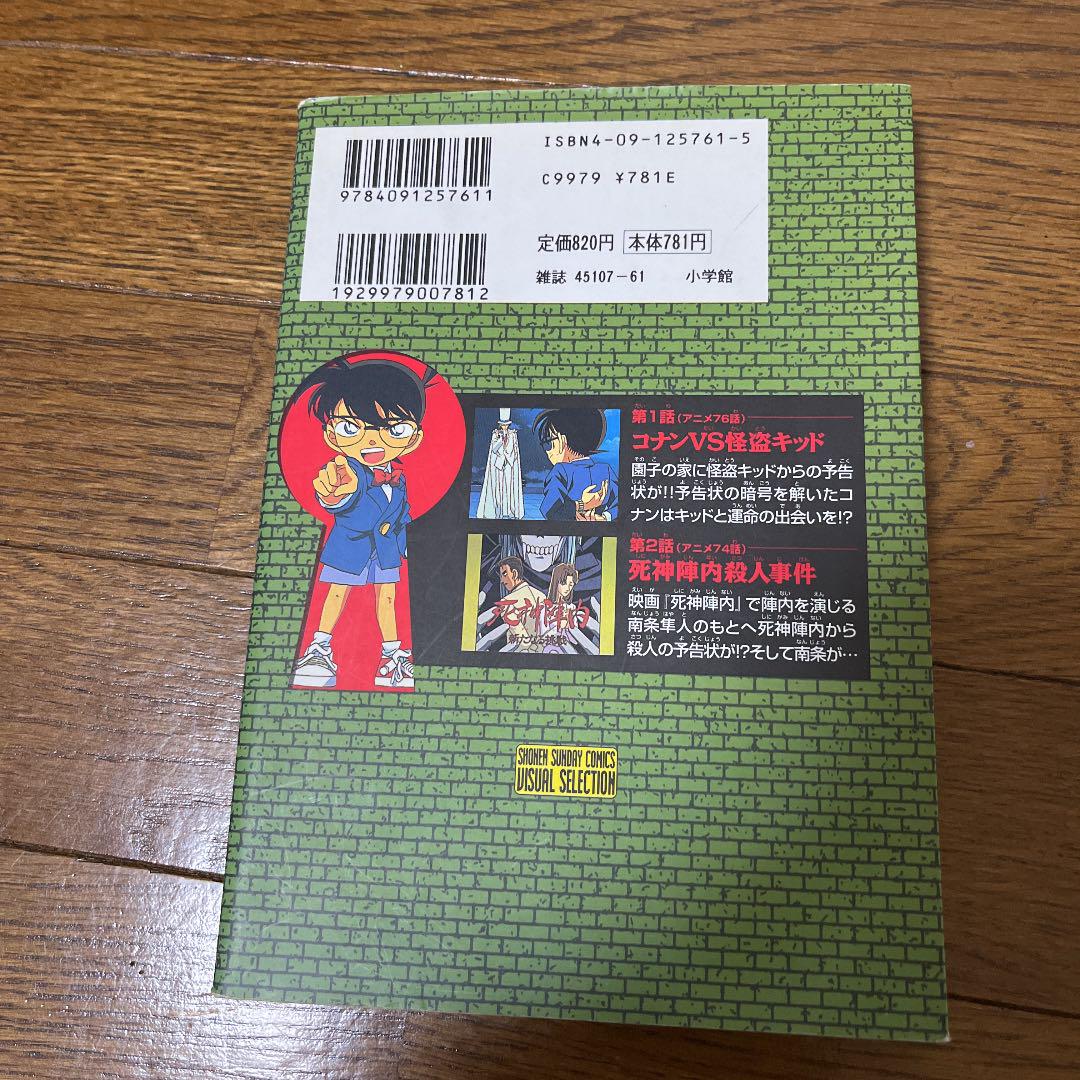 ISBN4-09-125761-5
9784091257611
C9979 ¥781E
定価820円 本体781円
1929979007812
雑誌 45107-61 小学館
第1話(アニメ76話)
コナンVS怪盗キッド
園子の家に怪盗キッドからの予告
状が!!予告状の暗号を解いたコ
ナンはキッドと運命の出会いを!?
第2話(アニメ74話)
死神陣内殺人事件
映画『死神陣内』で陣内を演じる
南条隼人のもとへ死神陣内から
殺人の予告状が!?そして南条が…
死神陣内
新たなる挑戦
SHONEN SUNDAY COMICS
VISUAL SELECTION